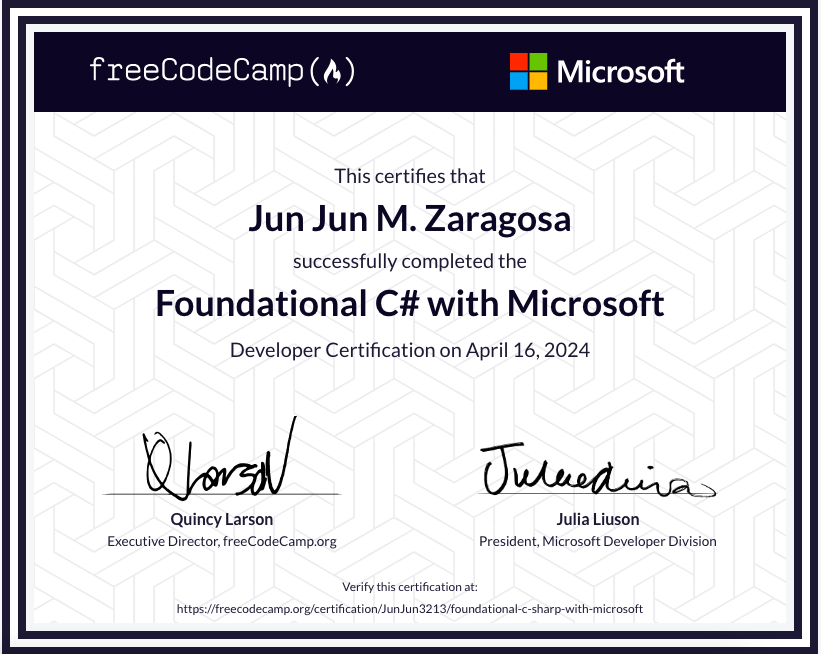 freeCodeCamp(🔥)
Microsoft
This certifies that
Jun Jun M. Zaragosa
successfully completed the
Foundational C# with Microsoft
Developer Certification on April 16, 2024
Quincy Larson
Executive Director, freeCodeCamp.org
Julia Liuson
President, Microsoft Developer Division
Verify this certification at:
https://freecodecamp.org/certification/JunJun3213/foundational-c-sharp-with-microsoft